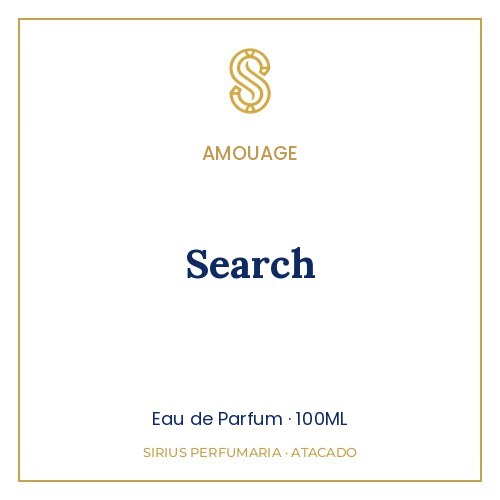 AMOUAGE
Search
Eau de Parfum · 100ML
SIRIUS PERFUMARIA · ATACADO